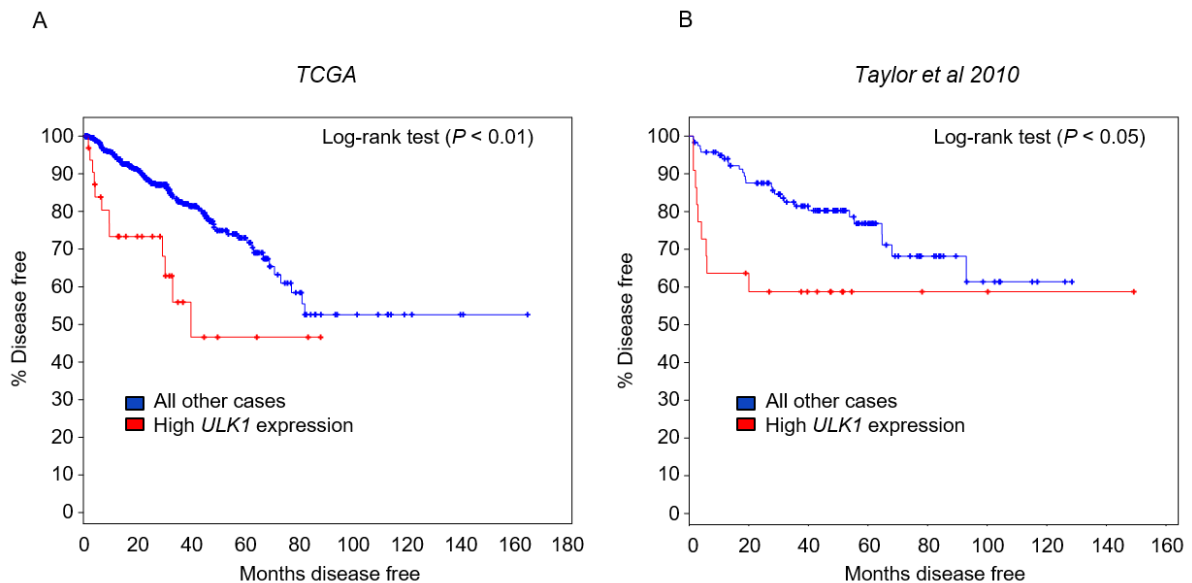 A
TCGA
Log-rank test (P < 0.01)
% Disease free
100
90
80
70
60
50
40
30
20
10
0
All other cases
High ULK1 expression
0 20 40 60 80 100 120 140 160 180
Months disease free
B
Taylor et al 2010
Log-rank test (P < 0.05)
% Disease free
100
90
80
70
60
50
40
30
20
10
0
All other cases
High ULK1 expression
0 20 40 60 80 100 120 140 160
Months disease free